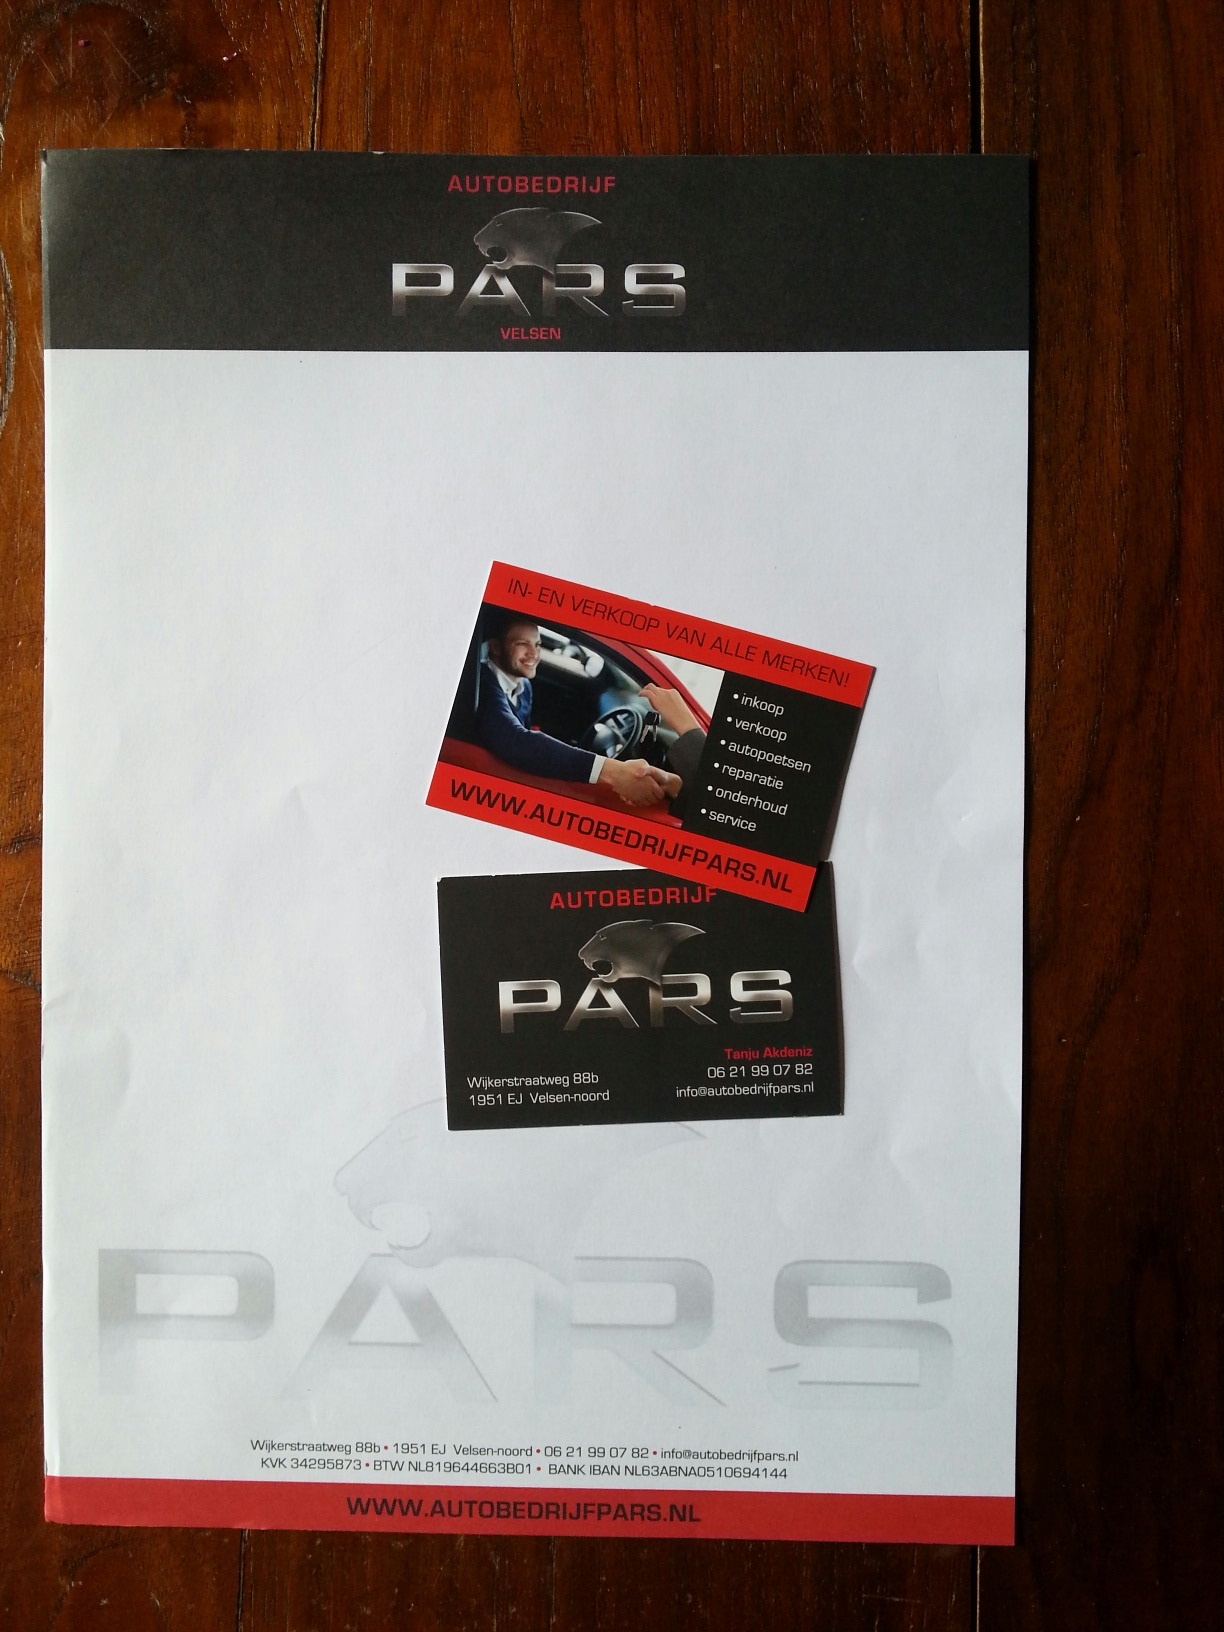 AUTOBEDRIJF
PARS
VELSEN
IN- EN VERKOOP VAN ALLE MERKEN!
• inkoop
• verkoop
• autopoetsen
• reparatie
• onderhoud
• service
WWW.AUTOBEDRIJFPARS.NL
AUTOBEDRIJF
PARS
Tanju Akdeniz
06 21 99 07 82
info@autobedrijfpars.nl
Wijkerstraatweg 88b
1951 EJ Velsen-noord
PARS
Wijkerstraatweg 88b • 1951 EJ Velsen-noord • 06 21 99 07 82 • info@autobedrijfpars.nl
KVK 34295873 • BTW NL819644663B01 • BANK IBAN NL63ABNA0510694144
WWW.AUTOBEDRIJFPARS.NL